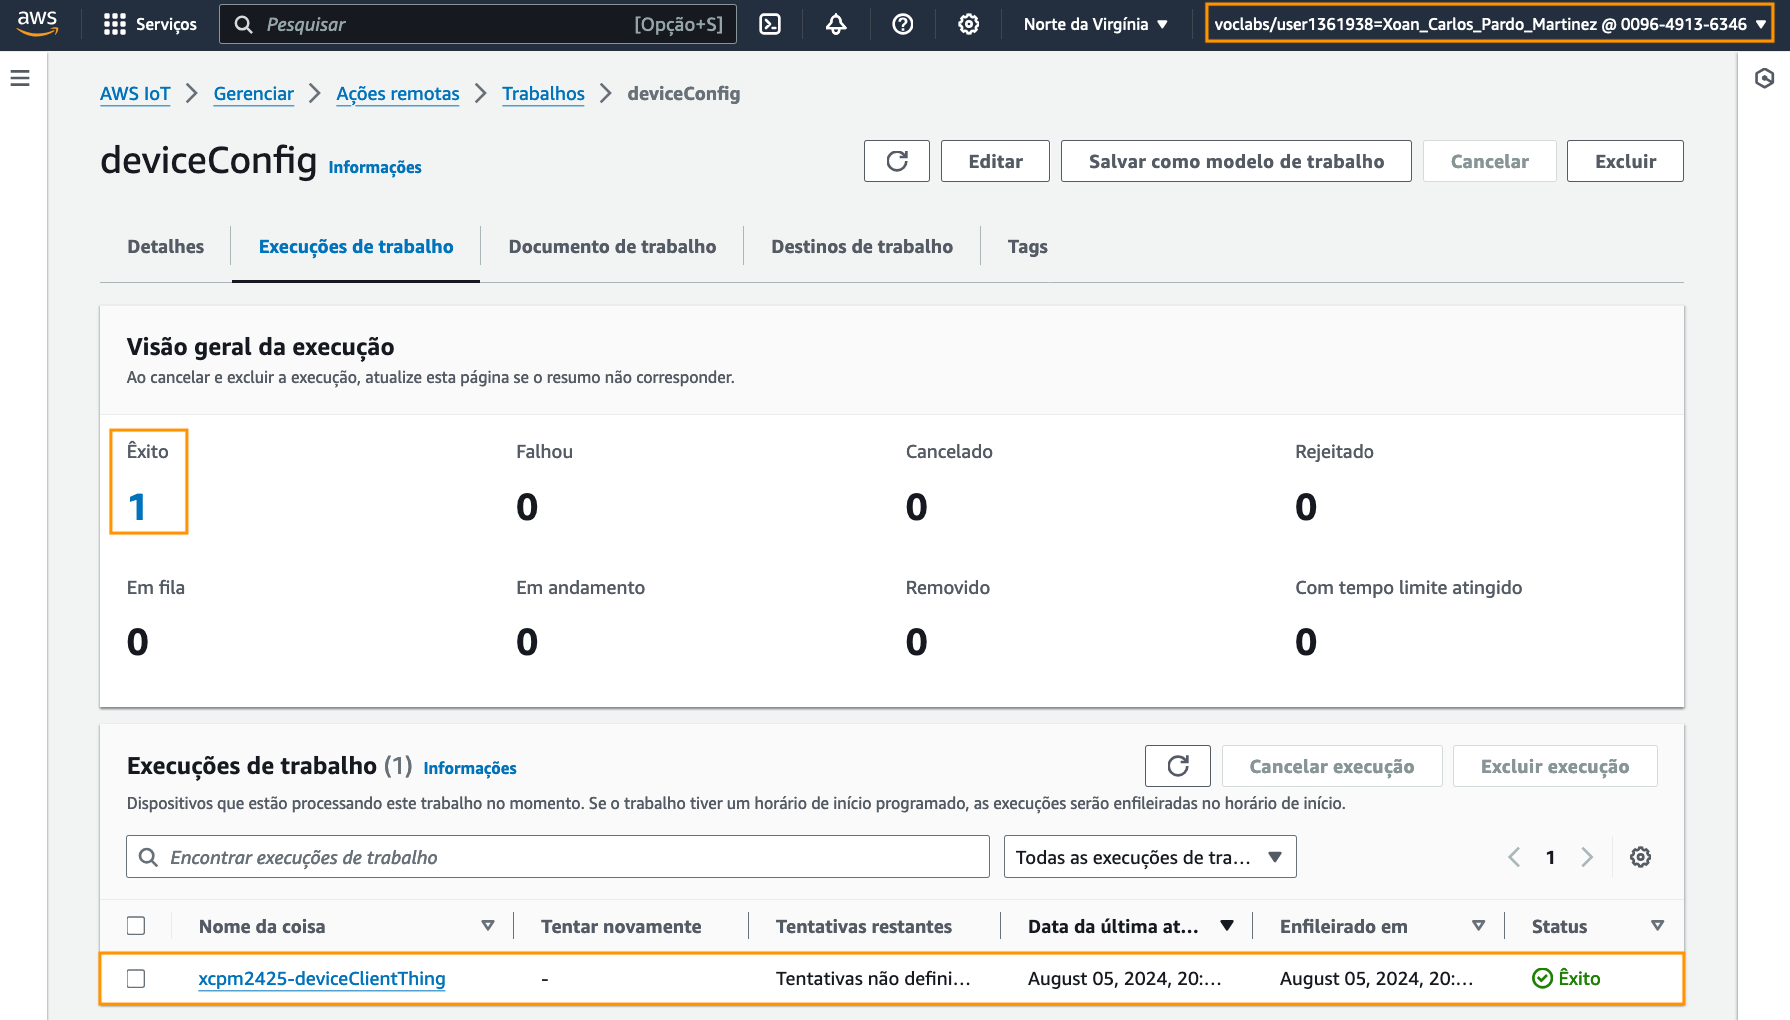 aws Serviços Pesquisar [Opção+S] Norte da Virgínia voclabs/user1361938=Xoan_Carlos_Pardo_Martinez @ 0096-4913-6346
AWS IoT Gerenciar Ações remotas Trabalhos deviceConfig
deviceConfig Informações Editar Salvar como modelo de trabalho Cancelar Excluir
Detalhes Execuções de trabalho Documento de trabalho Destinos de trabalho Tags
Visão geral da execução
Ao cancelar e excluir a execução, atualize esta página se o resumo não corresponder.
Êxito Falhou Cancelado Rejeitado
1 0 0 0
Em fila Em andamento Removido Com tempo limite atingido
0 0 0 0
Execuções de trabalho (1) Informações Cancelar execução Excluir execução
Dispositivos que estão processando este trabalho no momento. Se o trabalho tiver um horário de início programado, as execuções serão enfileiradas no horário de início.
Encontrar execuções de trabalho Todas as execuções de tra... 1
Nome da coisa Tentar novamente Tentativas restantes Data da última at... Enfileirado em Status
xcpm2425-deviceClientThing - Tentativas não defini... August 05, 2024, 20:... August 05, 2024, 20:... Êxito